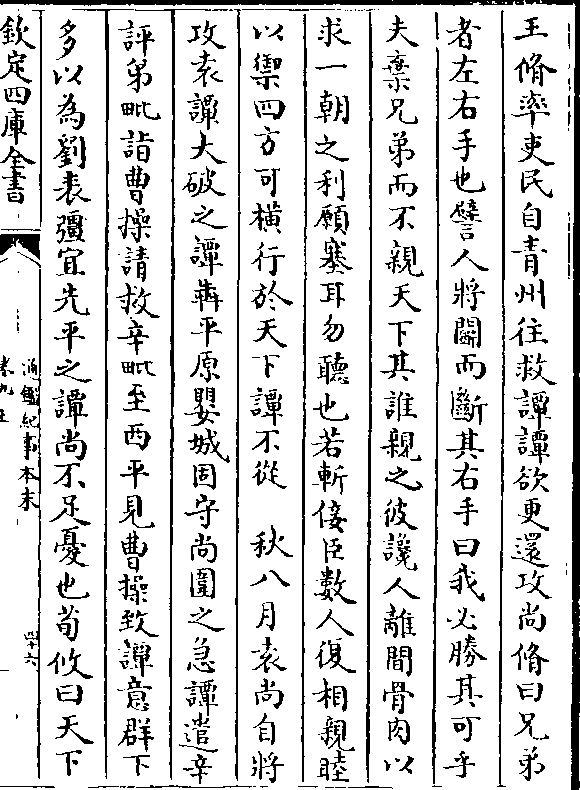 王脩率吏民自青州往救譚譚欲更還攻尚脩曰兄弟
者左右手也譬人將鬭而斷其右手曰我必勝其可乎
夫棄兄弟而不親天下其誰親之彼讒人離間骨肉以
求一朝之利願塞耳勿聽也若斬佞臣數人復相親睦
以禦四方可橫行於天下譚不從　秋八月袁尚自將
攻袁譚大破之譚犇平原嬰城固守尚圍之急譚遣辛
評弟毗詣曹操請救辛毗至西平見曹操致譚意群下
多以為劉表彊宜先平之譚尚不足憂也荀攸曰天下
欽定四庫全書
通鑑紀事本末
卷九上
四十六